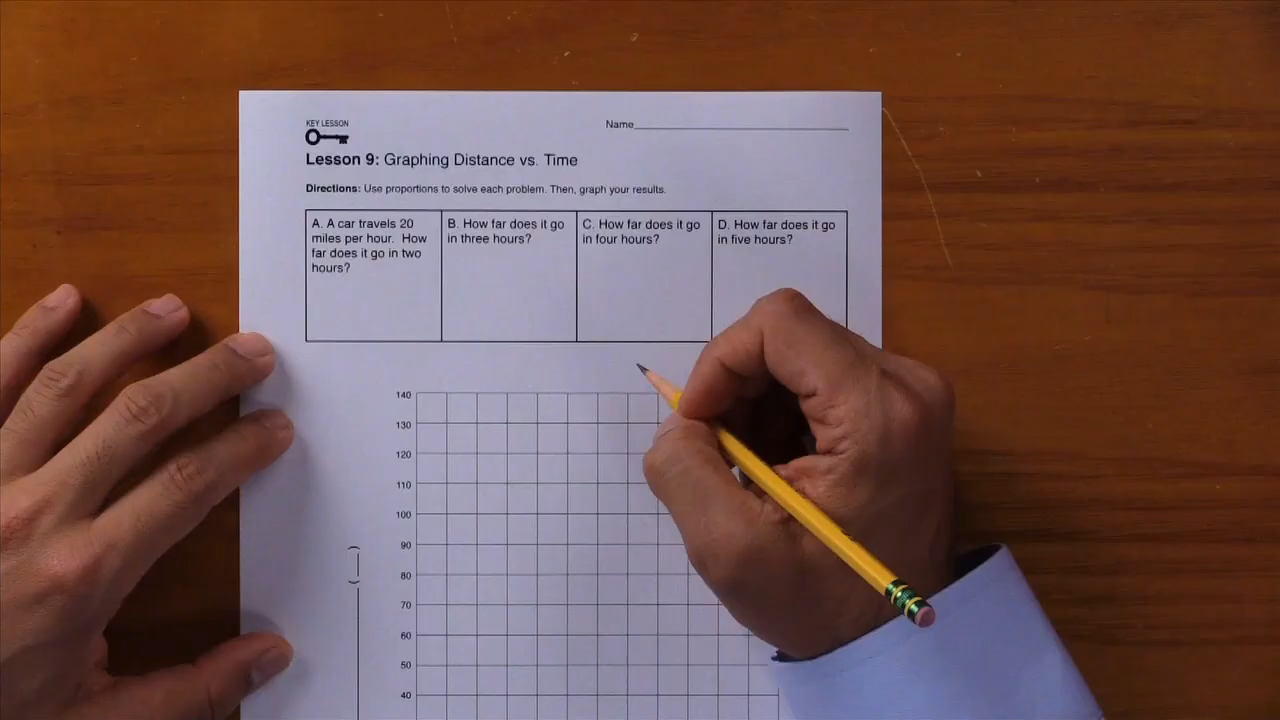 KEY LESSON
Name
Lesson 9: Graphing Distance vs. Time
Directions: Use proportions to solve each problem. Then, graph your results.
A. A car travels 20
miles per hour. How
far does it go in two
hours?
B. How far does it go
in three hours?
C. How far does it go
in four hours?
D. How far does it go
in five hours?
140
130
120
110
100
90
80
70
60
50
40